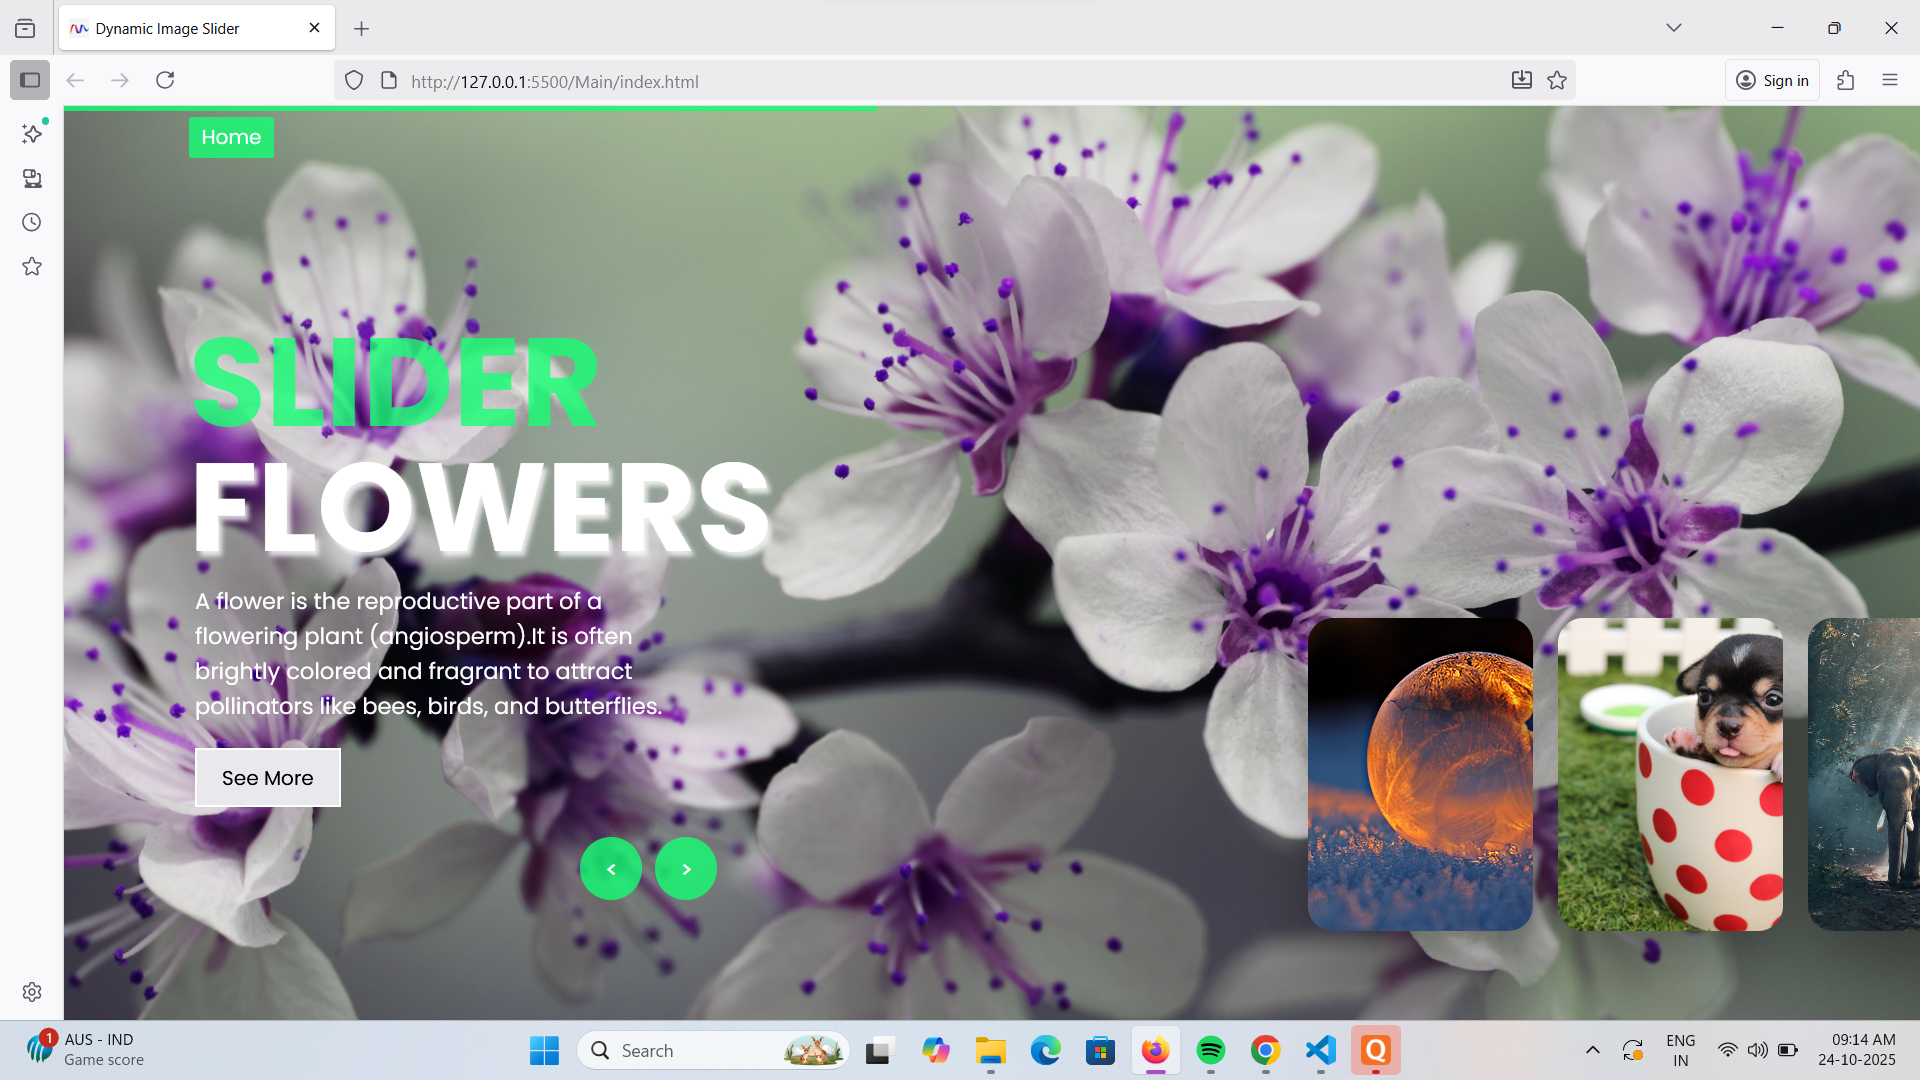 Dynamic Image Slider
http://127.0.0.1:5500/Main/index.html
Sign in
Home
SLIDER
FLOWERS
A flower is the reproductive part of a
flowering plant (angiosperm).It is often
brightly colored and fragrant to attract
pollinators like bees, birds, and butterflies.
See More
<
>
1
AUS - IND
Game score
Search
ENG
IN
09:14 AM
24-10-2025